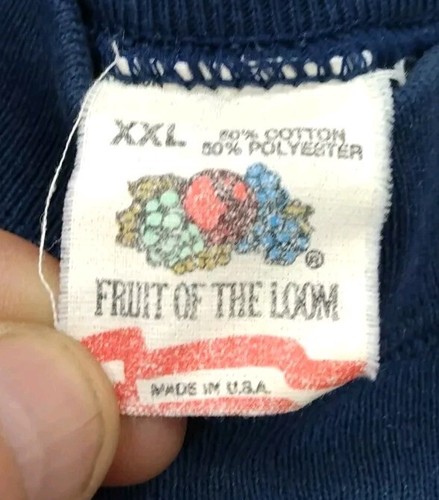 XXL
50% COTTON
50% POLYESTER
®
FRUIT OF THE LOOM
MADE IN U.S.A.